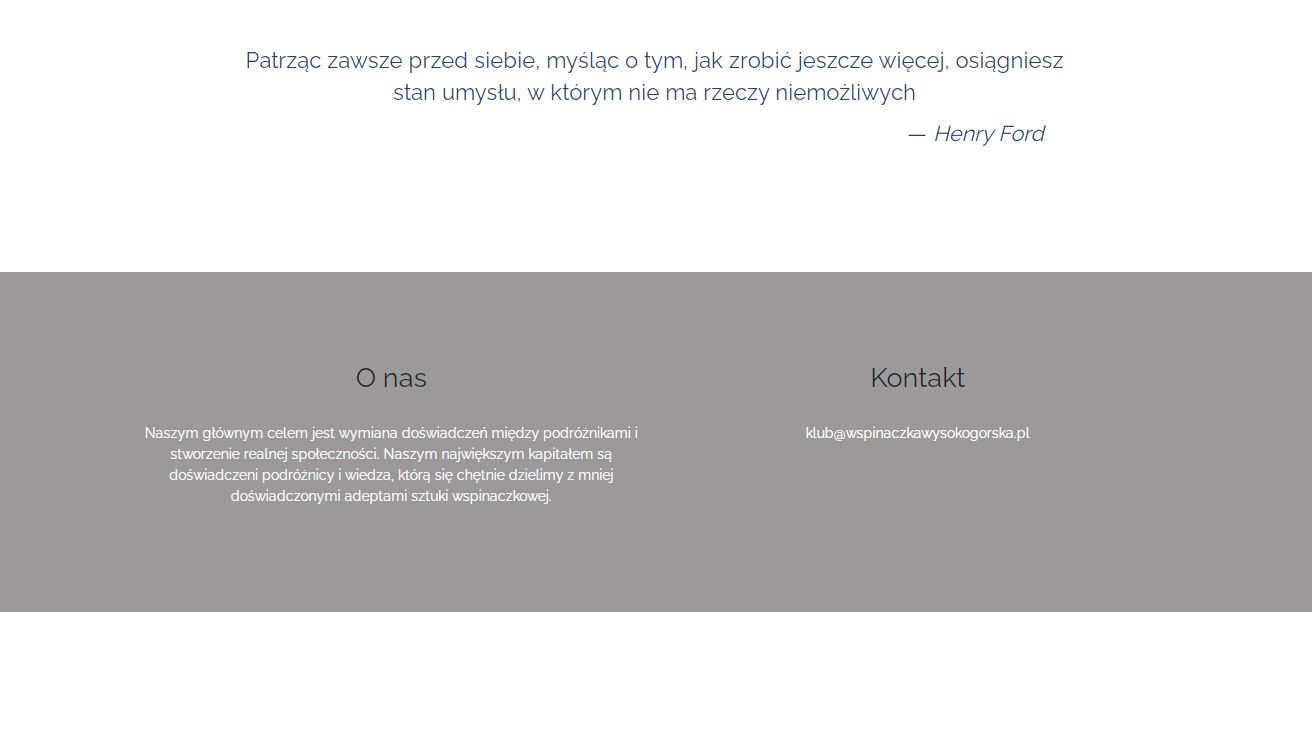 Patrząc zawsze przed siebie, myśląc o tym, jak zrobić jeszcze więcej, osiągniesz
stan umysłu, w którym nie ma rzeczy niemożliwych
— Henry Ford
O nas
Naszym głównym celem jest wymiana doświadczeń między podróżnikami i
stworzenie realnej społeczności. Naszym największym kapitałem są
doświadczeni podróżnicy i wiedza, którą się chętnie dzielimy z mniej
doświadczonymi adeptami sztuki wspinaczkowej.
Kontakt
klub@wspinaczkawysokogorska.pl